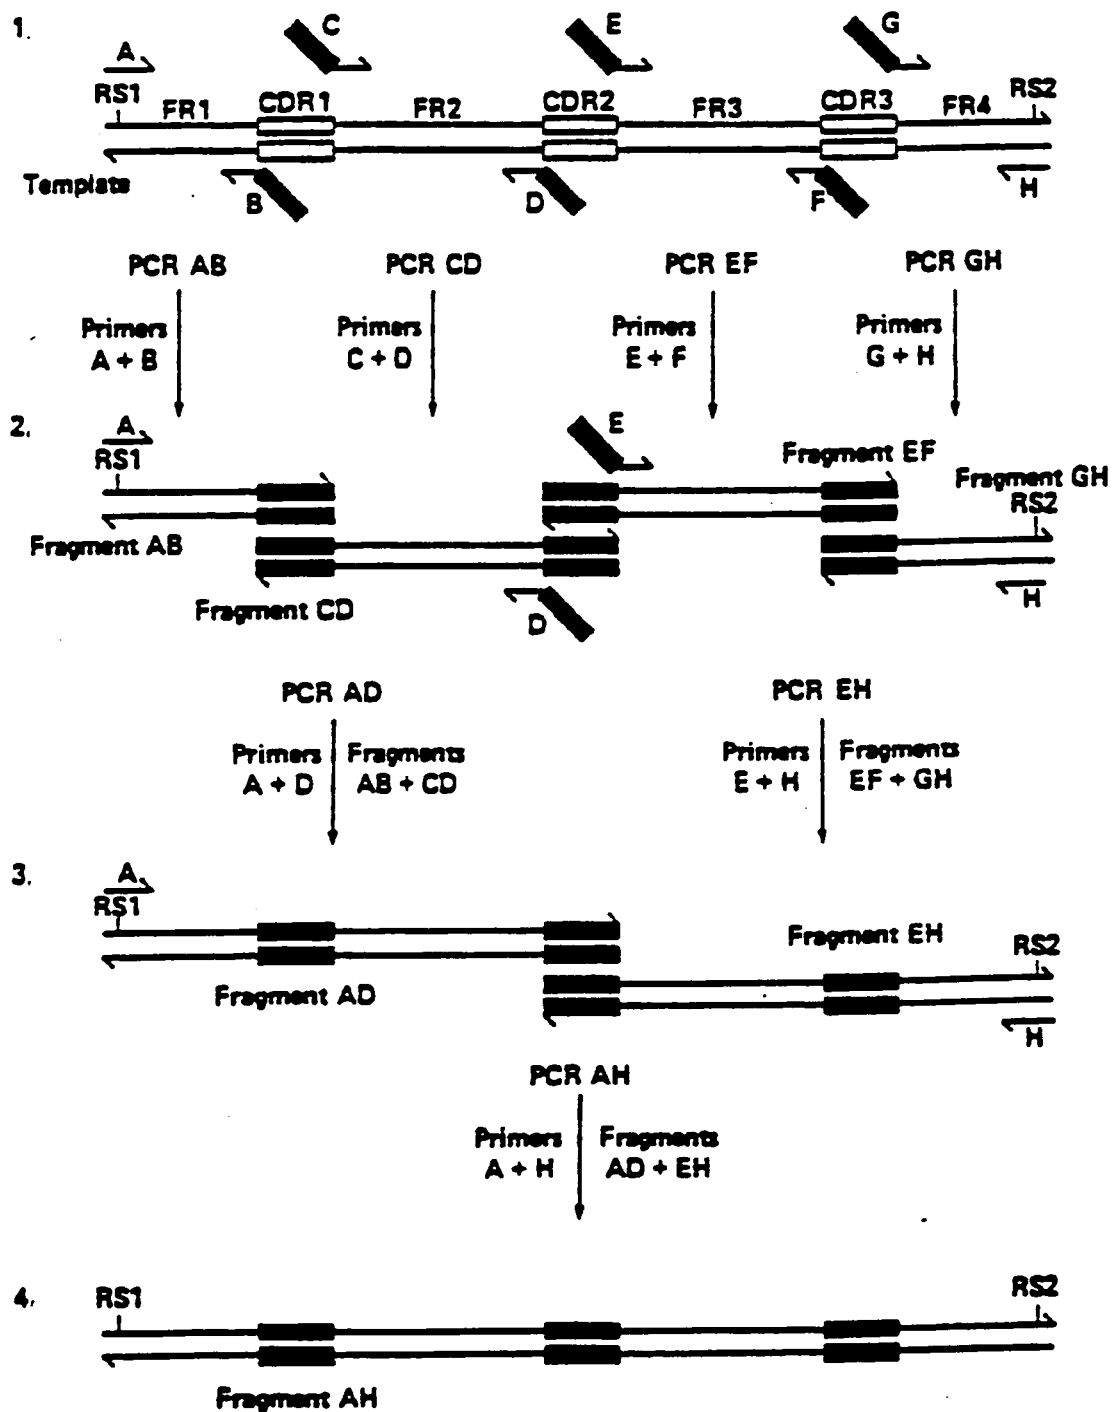 1.
A C E G
RS1 FR1 CDR1 FR2 CDR2 FR3 CDR3 FR4 RS2
Template B D F H
PCR AB PCR CD PCR EF PCR GH
Primers Primers Primers Primers
A + B C + D E + F G + H
2.
A E
RS1 Fragment EF
Fragment GH
RS2
Fragment AB
Fragment CD D H
PCR AD PCR EH
Primers Fragments Primers Fragments
A + D AB + CD E + H EF + GH
3.
A
RS1 Fragment EH RS2
Fragment AD H
PCR AH
Primers Fragments
A + H AD + EH
4.
RS1 RS2
Fragment AH